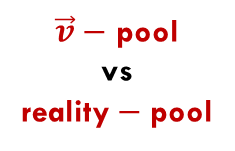 v⃗ – pool
vs
reality – pool